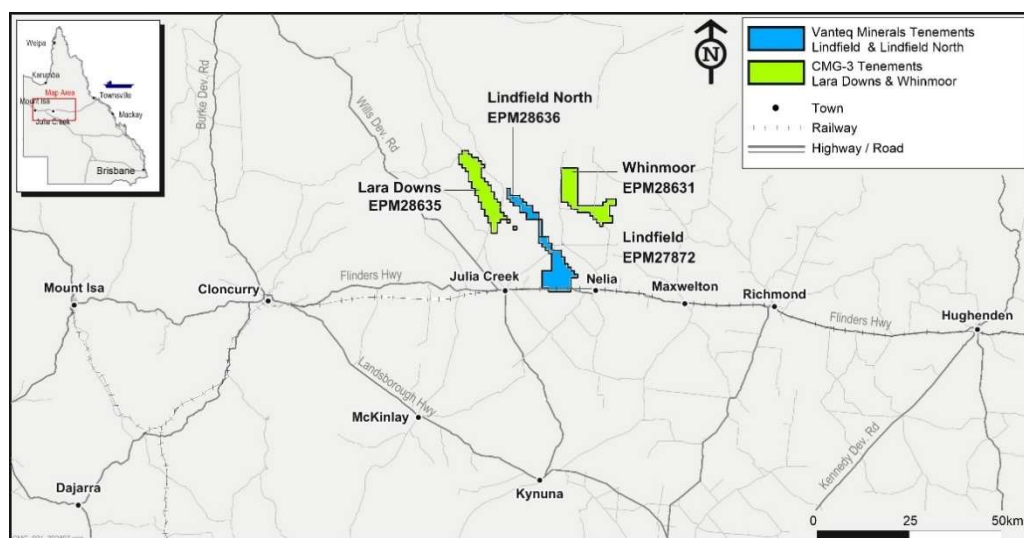 Weipa
Karumba
Map Area
Mount Isa
Townsville
Julia Creek
Mackay
Brisbane
Burke Dev. Rd
Wills Dev. Rd
N
Vanteq Minerals Tenements
Lindfield & Lindfield North
CMG-3 Tenements
Lara Downs & Whinmoor
Town
Railway
Highway / Road
Lindfield North
EPM28636
Whinmoor
EPM28631
Lara Downs
EPM28635
Lindfield
EPM27872
Mount Isa
Cloncurry
Flinders Hwy
Julia Creek
Nelia
Maxwelton
Richmond
Flinders Hwy
Hughenden
Landsborough Hwy
McKinlay
Kynuna
Kennedy Dev. Rd
Dajarra
0 25 50km